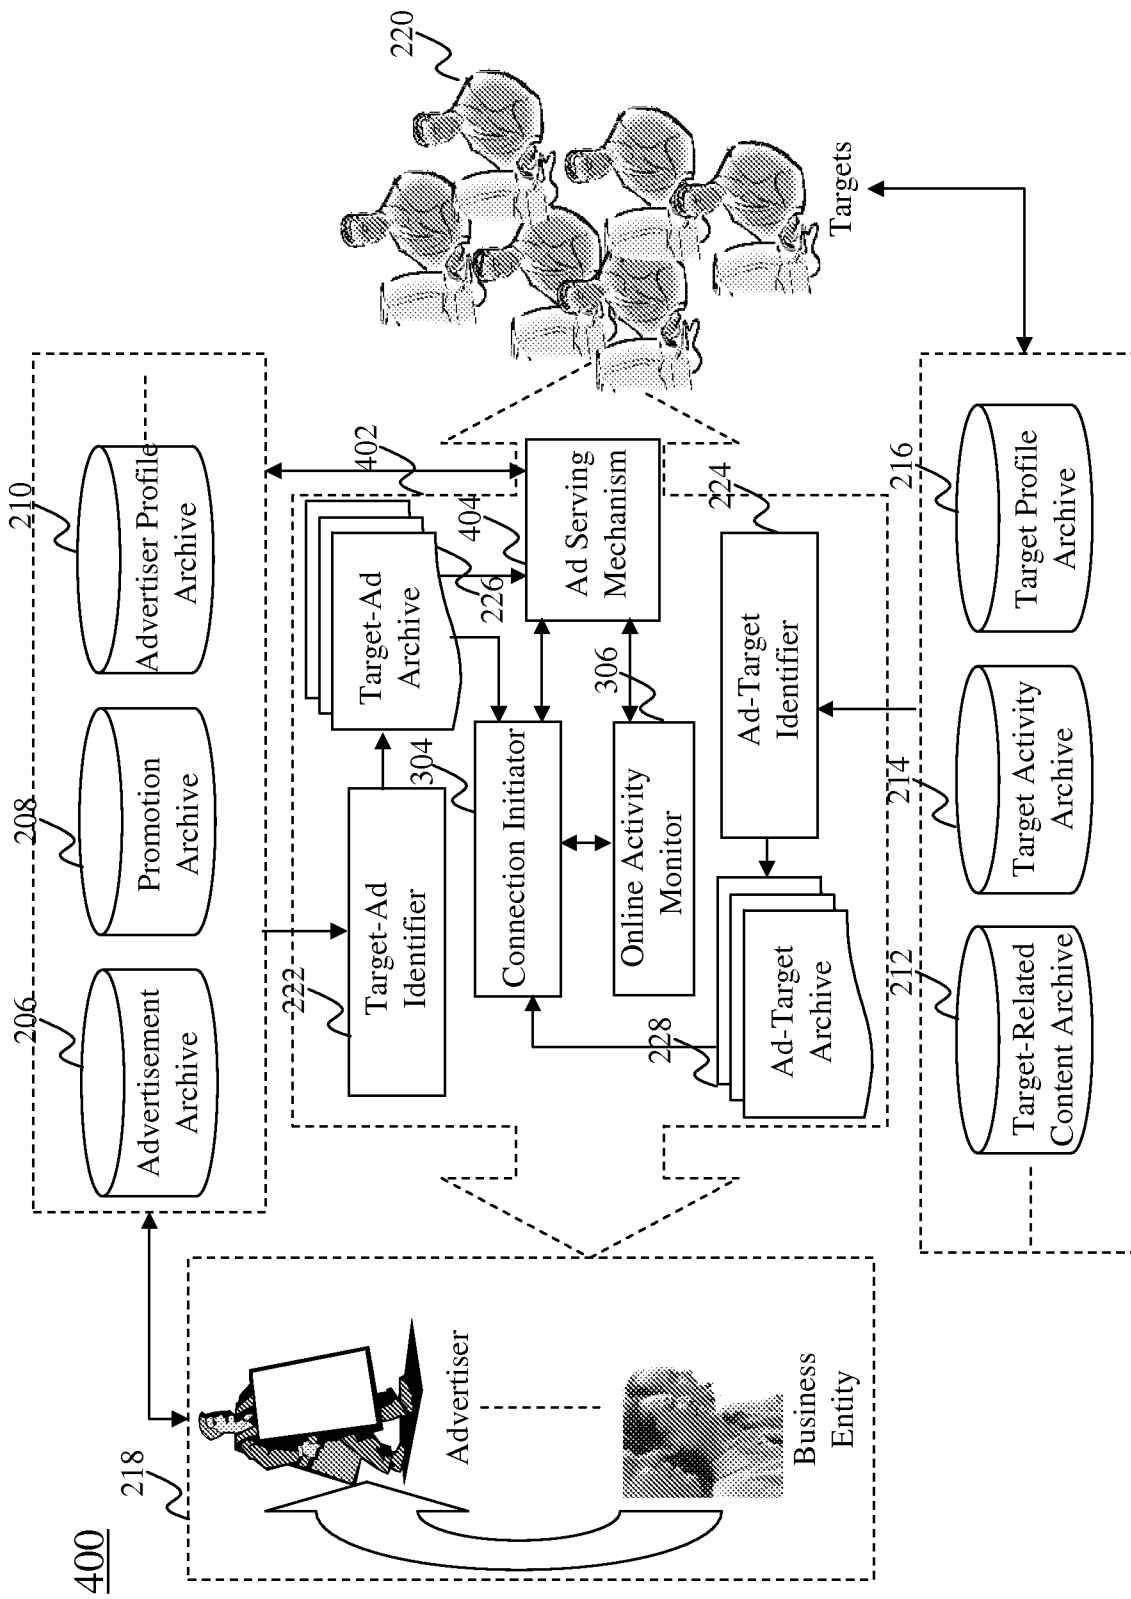 400
218
Advertiser
Business
Entity
206
Advertisement
Archive
208
Promotion
Archive
210
Advertiser Profile
Archive
222
Target-Ad
Identifier
Target-Ad
Archive
226
402
404
Ad Serving
Mechanism
304
Connection Initiator
306
Online Activity
Monitor
224
Ad-Target
Identifier
228
Ad-Target
Archive
212
Target-Related
Content Archive
214
Target Activity
Archive
216
Target Profile
Archive
220
Targets